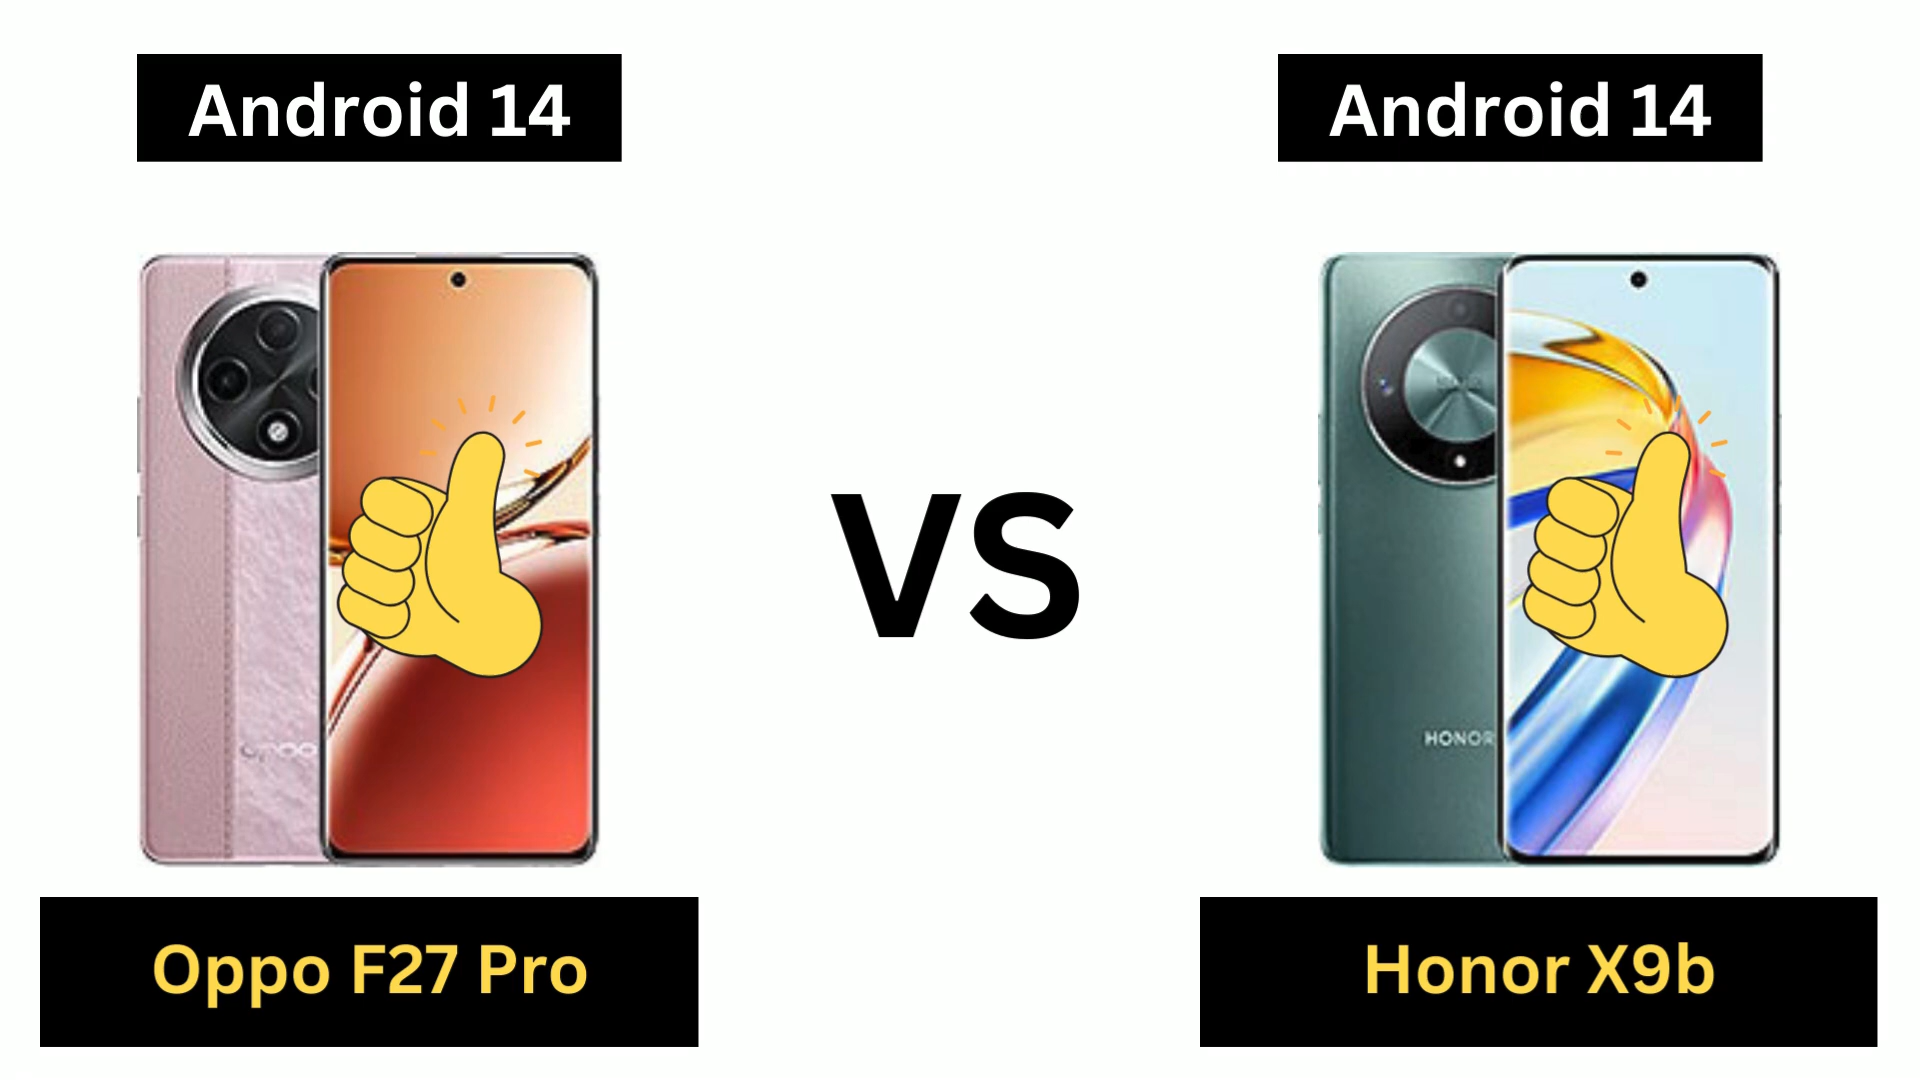 Android 14
Android 14
VS
HONOR
Oppo F27 Pro
Honor X9b